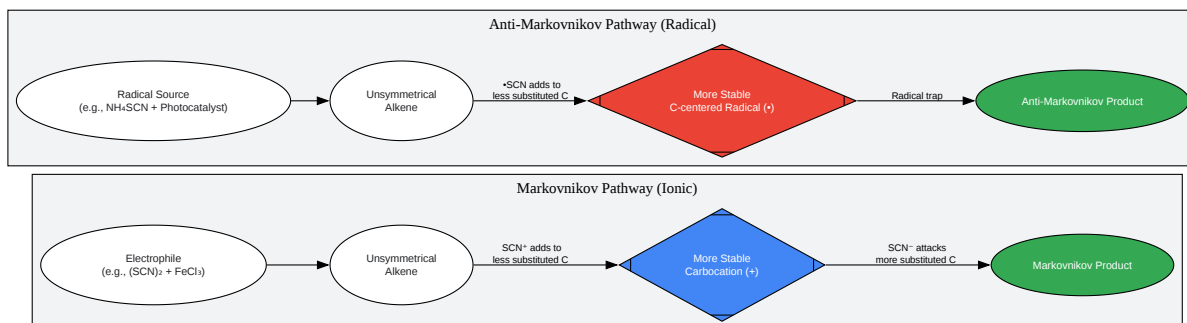 Anti-Markovnikov Pathway (Radical)
Radical Source
(e.g., NH₄SCN + Photocatalyst)
Unsymmetrical
Alkene
•SCN adds to
less substituted C
More Stable
C-centered Radical (•)
Radical trap
Anti-Markovnikov Product
Markovnikov Pathway (Ionic)
Electrophile
(e.g., (SCN)₂ + FeCl₃)
Unsymmetrical
Alkene
SCN⁺ adds to
less substituted C
More Stable
Carbocation (+)
SCN⁻ attacks
more substituted C
Markovnikov Product